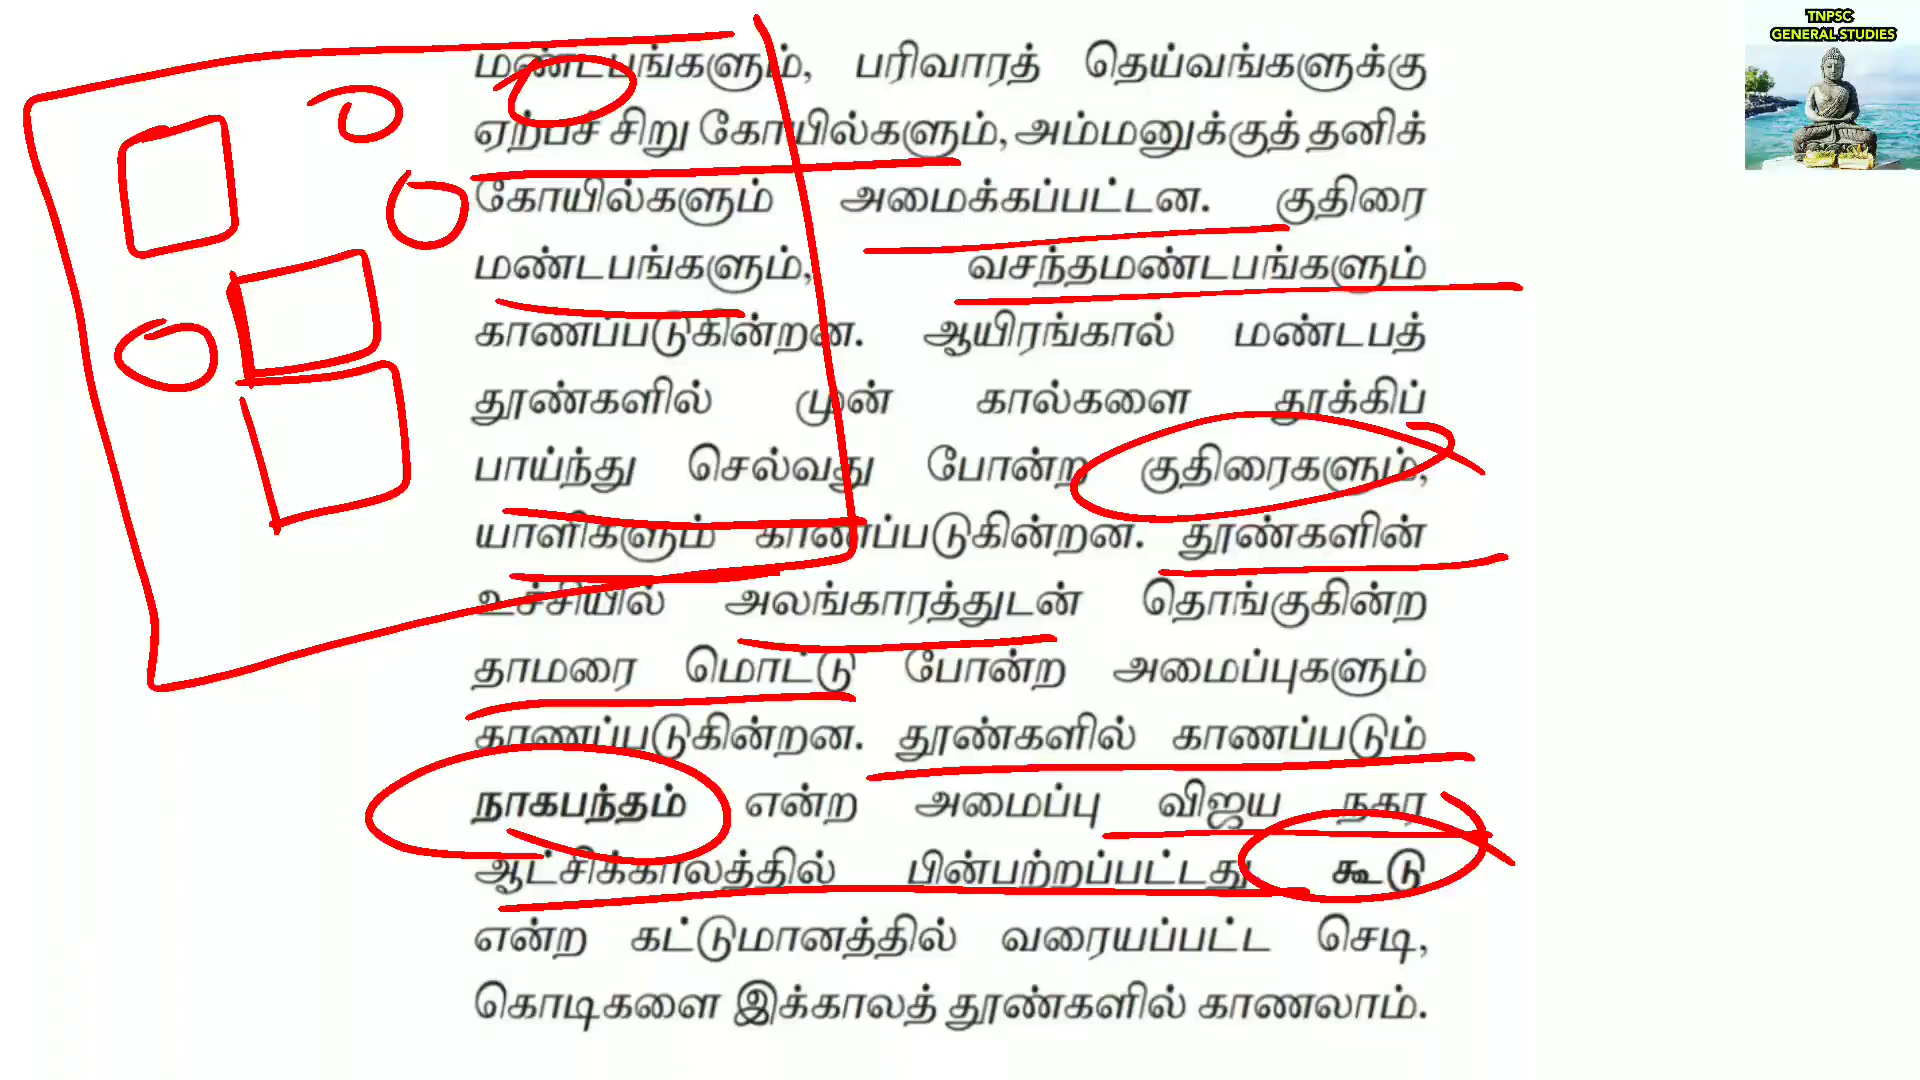 TNPSC
GENERAL STUDIES
மண்டபங்களும், பரிவாரத் தெய்வங்களுக்கு
ஏற்பச் சிறு கோயில்களும், அம்மனுக்குத் தனிக்
கோயில்களும் அமைக்கப்பட்டன. குதிரை
மண்டபங்களும், வசந்தமண்டபங்களும்
காணப்படுகின்றன. ஆயிரங்கால் மண்டபத்
தூண்களில் முன் கால்களை தூக்கிப்
பாய்ந்து செல்வது போன்ற குதிரைகளும்,
யாளிகளும் காணப்படுகின்றன. தூண்களின்
உச்சியில் அலங்காரத்துடன் தொங்குகின்ற
தாமரை மொட்டு போன்ற அமைப்புகளும்
காணப்படுகின்றன. தூண்களில் காணப்படும்
நாகபந்தம் என்ற அமைப்பு விஜய நகர
ஆட்சிக்காலத்தில் பின்பற்றப்பட்டது கூடு
என்ற கட்டுமானத்தில் வரையப்பட்ட செடி,
கொடிகளை இக்காலத் தூண்களில் காணலாம்.